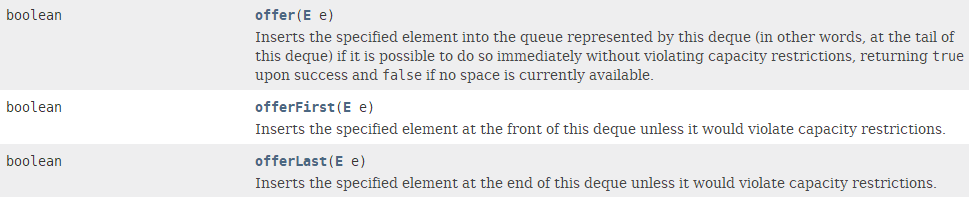 boolean offer(E e)
Inserts the specified element into the queue represented by this deque (in other words, at the tail of
this deque) if it is possible to do so immediately without violating capacity restrictions, returning true
upon success and false if no space is currently available.
boolean offerFirst(E e)
Inserts the specified element at the front of this deque unless it would violate capacity restrictions.
boolean offerLast(E e)
Inserts the specified element at the end of this deque unless it would violate capacity restrictions.